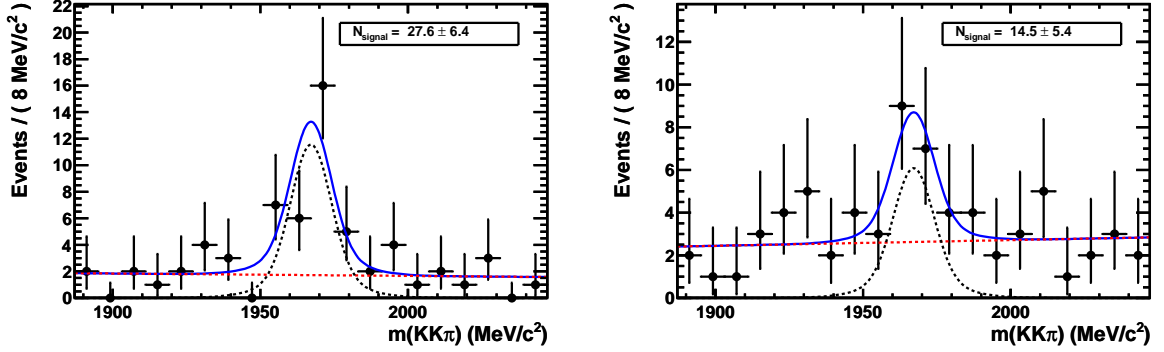 Events / ( 8 MeV/c²)
22
20
18
16
14
12
10
8
6
4
2
0
N_signal = 27.6 ± 6.4
1900 1950 2000
m(KKπ) (MeV/c²)
Events / ( 8 MeV/c²)
12
10
8
6
4
2
0
N_signal = 14.5 ± 5.4
1900 1950 2000
m(KKπ) (MeV/c²)